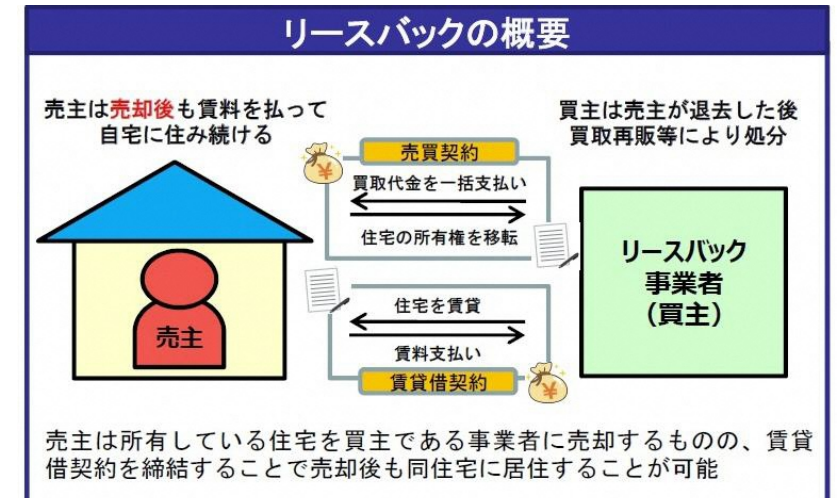 リースバックの概要
売主は売却後も賃料を払って
自宅に住み続ける
買主は売主が退去した後
買取再販等により処分
売買契約
¥
買取代金を一括支払い
住宅の所有権を移転
売主
リースバック
事業者
（買主）
住宅を賃貸
賃料支払い
賃貸借契約
¥
売主は所有している住宅を買主である事業者に売却するものの、賃貸
借契約を締結することで売却後も同住宅に居住することが可能